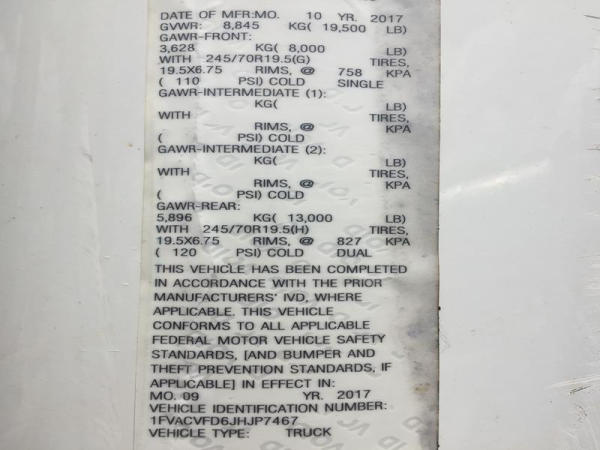 DATE OF MFR:MO. 10 YR. 2017
GVWR: 8,845 KG( 19,500 LB)
GAWR-FRONT:
3,628 KG( 8,000 LB)
WITH 245/70R19.5(G) TIRES,
19.5X6.75 RIMS, @ 758 KPA
( 110 PSI) COLD SINGLE
GAWR-INTERMEDIATE (1):
KG( LB)
WITH TIRES,
RIMS, @ KPA
( PSI) COLD
GAWR-INTERMEDIATE (2):
KG( LB)
WITH TIRES,
RIMS, @ KPA
( PSI) COLD
GAWR-REAR:
5,896 KG( 13,000 LB)
WITH 245/70R19.5(H) TIRES,
19.5X6.75 RIMS, @ 827 KPA
( 120 PSI) COLD DUAL
THIS VEHICLE HAS BEEN COMPLETED
IN ACCORDANCE WITH THE PRIOR
MANUFACTURERS' IVD, WHERE
APPLICABLE. THIS VEHICLE
CONFORMS TO ALL APPLICABLE
FEDERAL MOTOR VEHICLE SAFETY
STANDARDS, [AND BUMPER AND
THEFT PREVENTION STANDARDS, IF
APPLICABLE] IN EFFECT IN:
MO. 09 YR. 2017
VEHICLE IDENTIFICATION NUMBER:
1FVACVFD6JHJP7467
VEHICLE TYPE: TRUCK